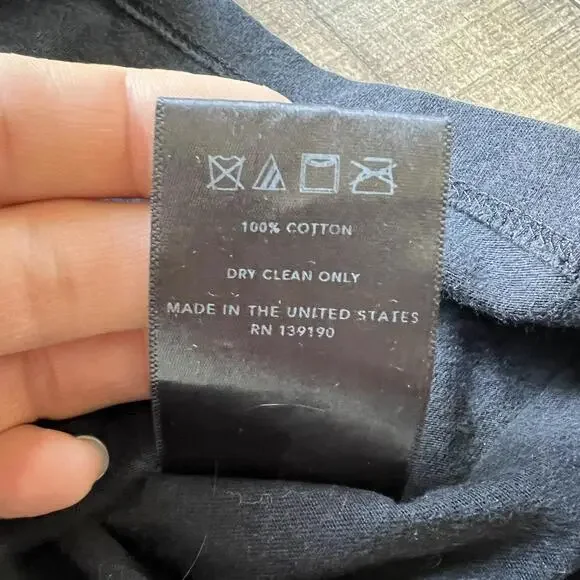 100% COTTON
DRY CLEAN ONLY
MADE IN THE UNITED STATES
RN 139190